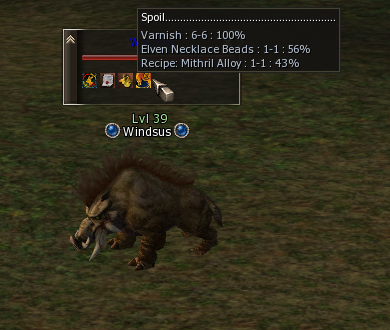 Spoil......................................................
Varnish : 6-6 : 100%
Elven Necklace Beads : 1-1 : 56%
Recipe: Mithril Alloy : 1-1 : 43%
Lvl 39
Windsus